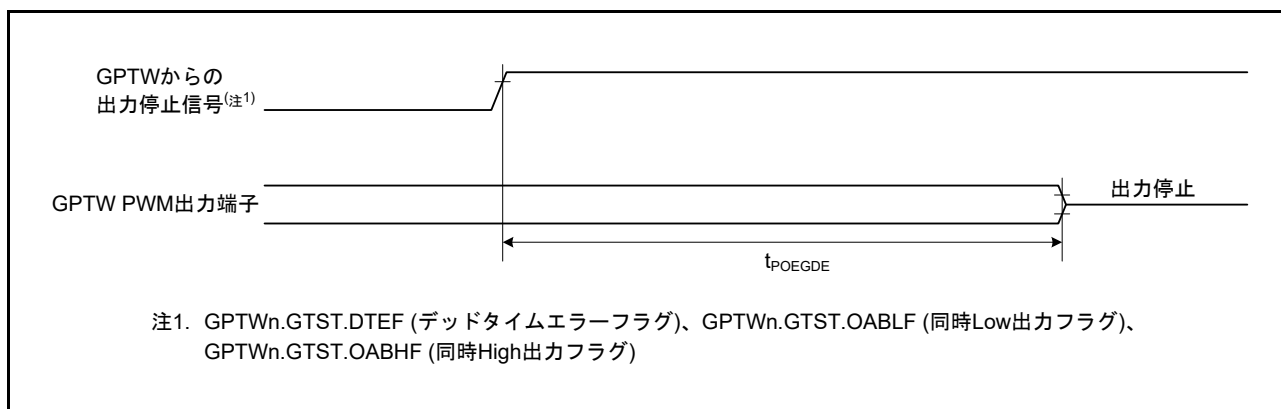 GPTWからの
出力停止信号(注1)
GPTW PWM出力端子
出力停止
tPOEGDE
注1. GPTWn.GTST.DTEF (デッドタイムエラーフラグ)、GPTWn.GTST.OABLF (同時Low出力フラグ)、
GPTWn.GTST.OABHF (同時High出力フラグ)